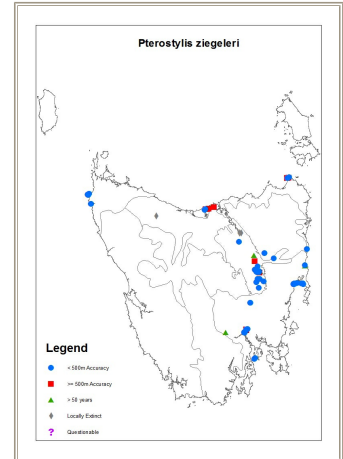 Pterostylis ziegeleri
Legend
< 500m Accuracy
>= 500m Accuracy
> 50 years
Locally Extinct
? Questionable